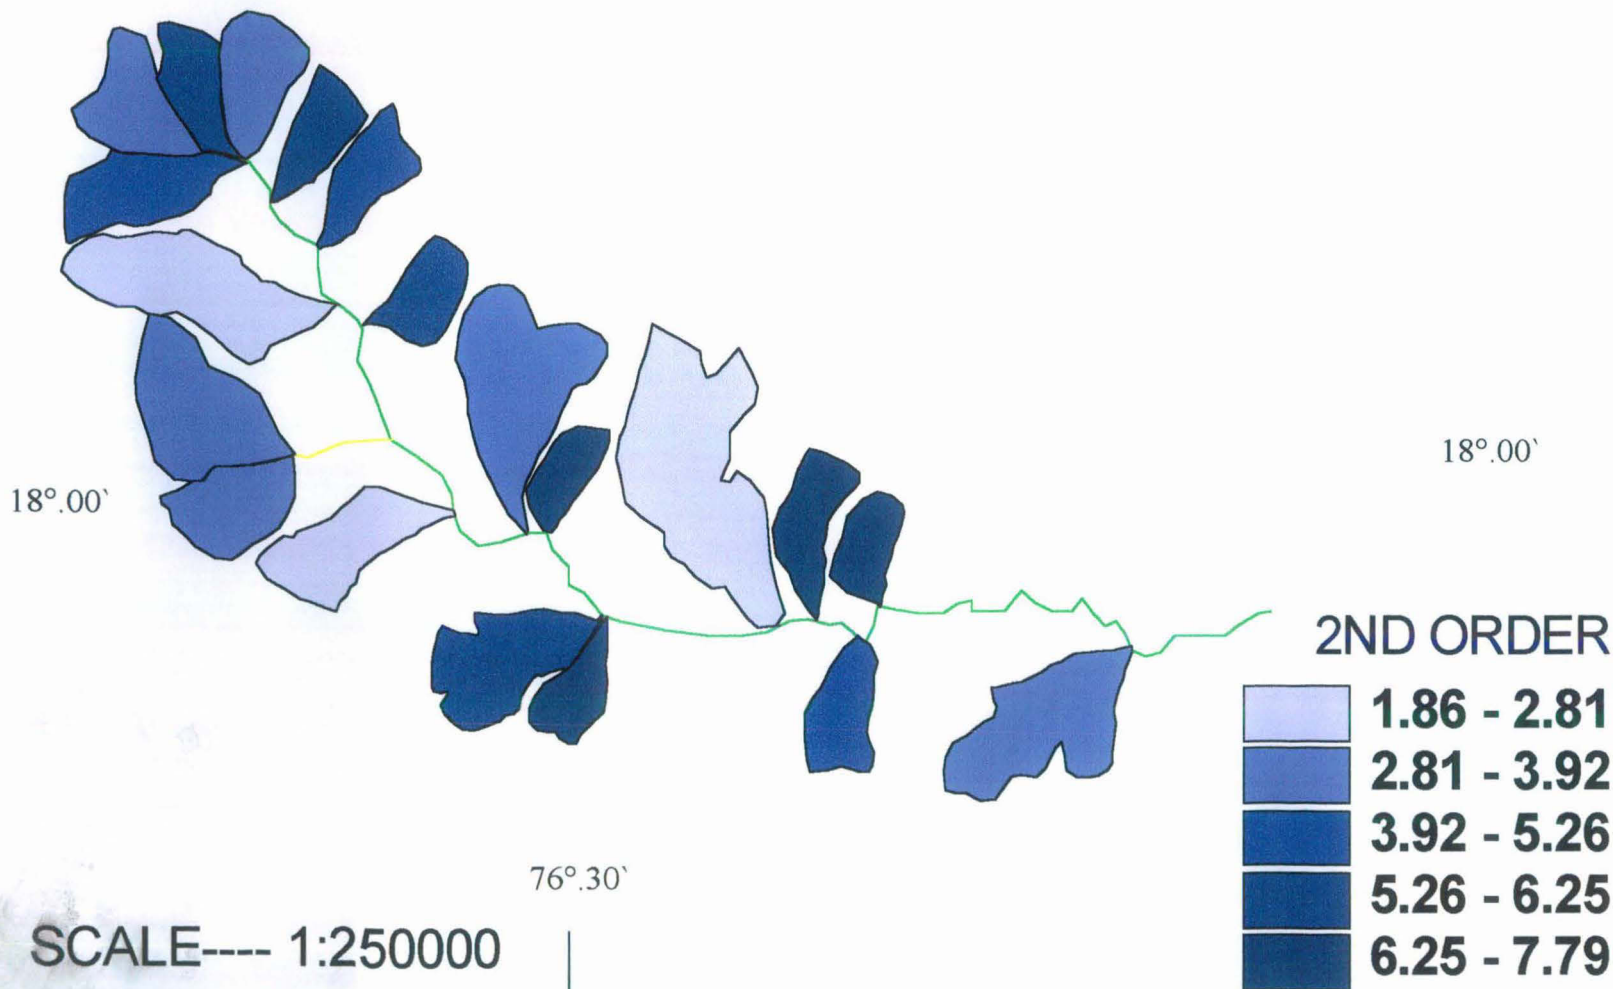 18°.00`
18°.00`
2ND ORDER
1.86 - 2.81
2.81 - 3.92
3.92 - 5.26
5.26 - 6.25
6.25 - 7.79
76°.30`
SCALE---- 1:250000